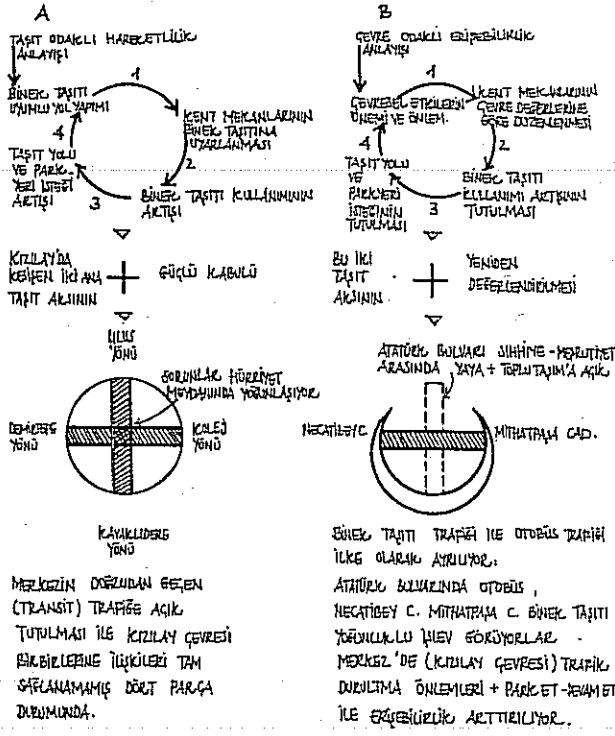 A
TAŞIT ODAKLI HAREKETLİLİK
ANLAYIŞI
BİNEK TAŞITI
UYUMLU YOL YAPIMI
1
KENT MEKANLARININ
BİNEK TAŞITINA
UYARLANMASI
2
BİNEK TAŞITI KULLANIMININ
ARTIŞI
3
TAŞIT YOLU
VE PARK
YERİ İSTEĞİ
ARTIŞI
4
KIZILAY'DA
KESİŞEN İKİ ANA
TAŞIT AKSININ
GÜÇLÜ KABULÜ
ULUS
YÖNÜ
SORUNLAR HÜRRİYET
MEYDANINDA YOĞUNLAŞIYOR
DEMİRTEPE
YÖNÜ
KOLEJ
YÖNÜ
KAVAKLIDERE
YÖNÜ
MERKEZİN DOĞRUDAN GEÇEN
(TRANSİT) TRAFİĞE AÇIK
TUTULMASI İLE KIZILAY ÇEVRESİ
BİRBİRLERİNE İLİŞKİLERİ TAM
SAĞLANAMAMIŞ DÖRT PARÇA
DURUMUNDA.
B
ÇEVRE ODAKLI ERİŞEBİLİRLİK
ANLAYIŞI
ÇEVRESEL ETKİLERİN
ÖNEMİ VE ÖNLEM.
1
KENT MEKANLARININ
ÇEVRE DEĞERLERİNE
GÖRE DÜZENLENMESİ
2
BİNEK TAŞITI
KULLANIMI ARTIŞININ
TUTULMASI
3
TAŞIT YOLU
VE
PARKYERİ
İSTEĞİNİN
TUTULMASI
4
BU İKİ
TAŞIT
AKSININ
YENİDEN
DEĞERLENDİRİLMESİ
ATATÜRK BULVARI SIHHİYE-MEŞRUTİYET
ARASINDA YAYA + TOPLUTAŞIM'A AÇIK
NECATİBEY C.
MİTHATPAŞA CAD.
BİNEK TAŞITI TRAFİĞİ İLE OTOBÜS TRAFİĞİ
İLKE OLARAK AYRILIYOR.
ATATÜRK BULVARINDA OTOBÜS,
NECATİBEY C. MİTHATPAŞA C. BİNEK TAŞITI
YOĞUNLUKLU İŞLEV GÖRÜYORLAR.
MERKEZ'DE (KIZILAY ÇEVRESİ) TRAFİK
DURULTMA ÖNLEMLERİ + PARK ET-DEVAM ET
İLE ERİŞEBİLİRLİK ARTTIRILIYOR.